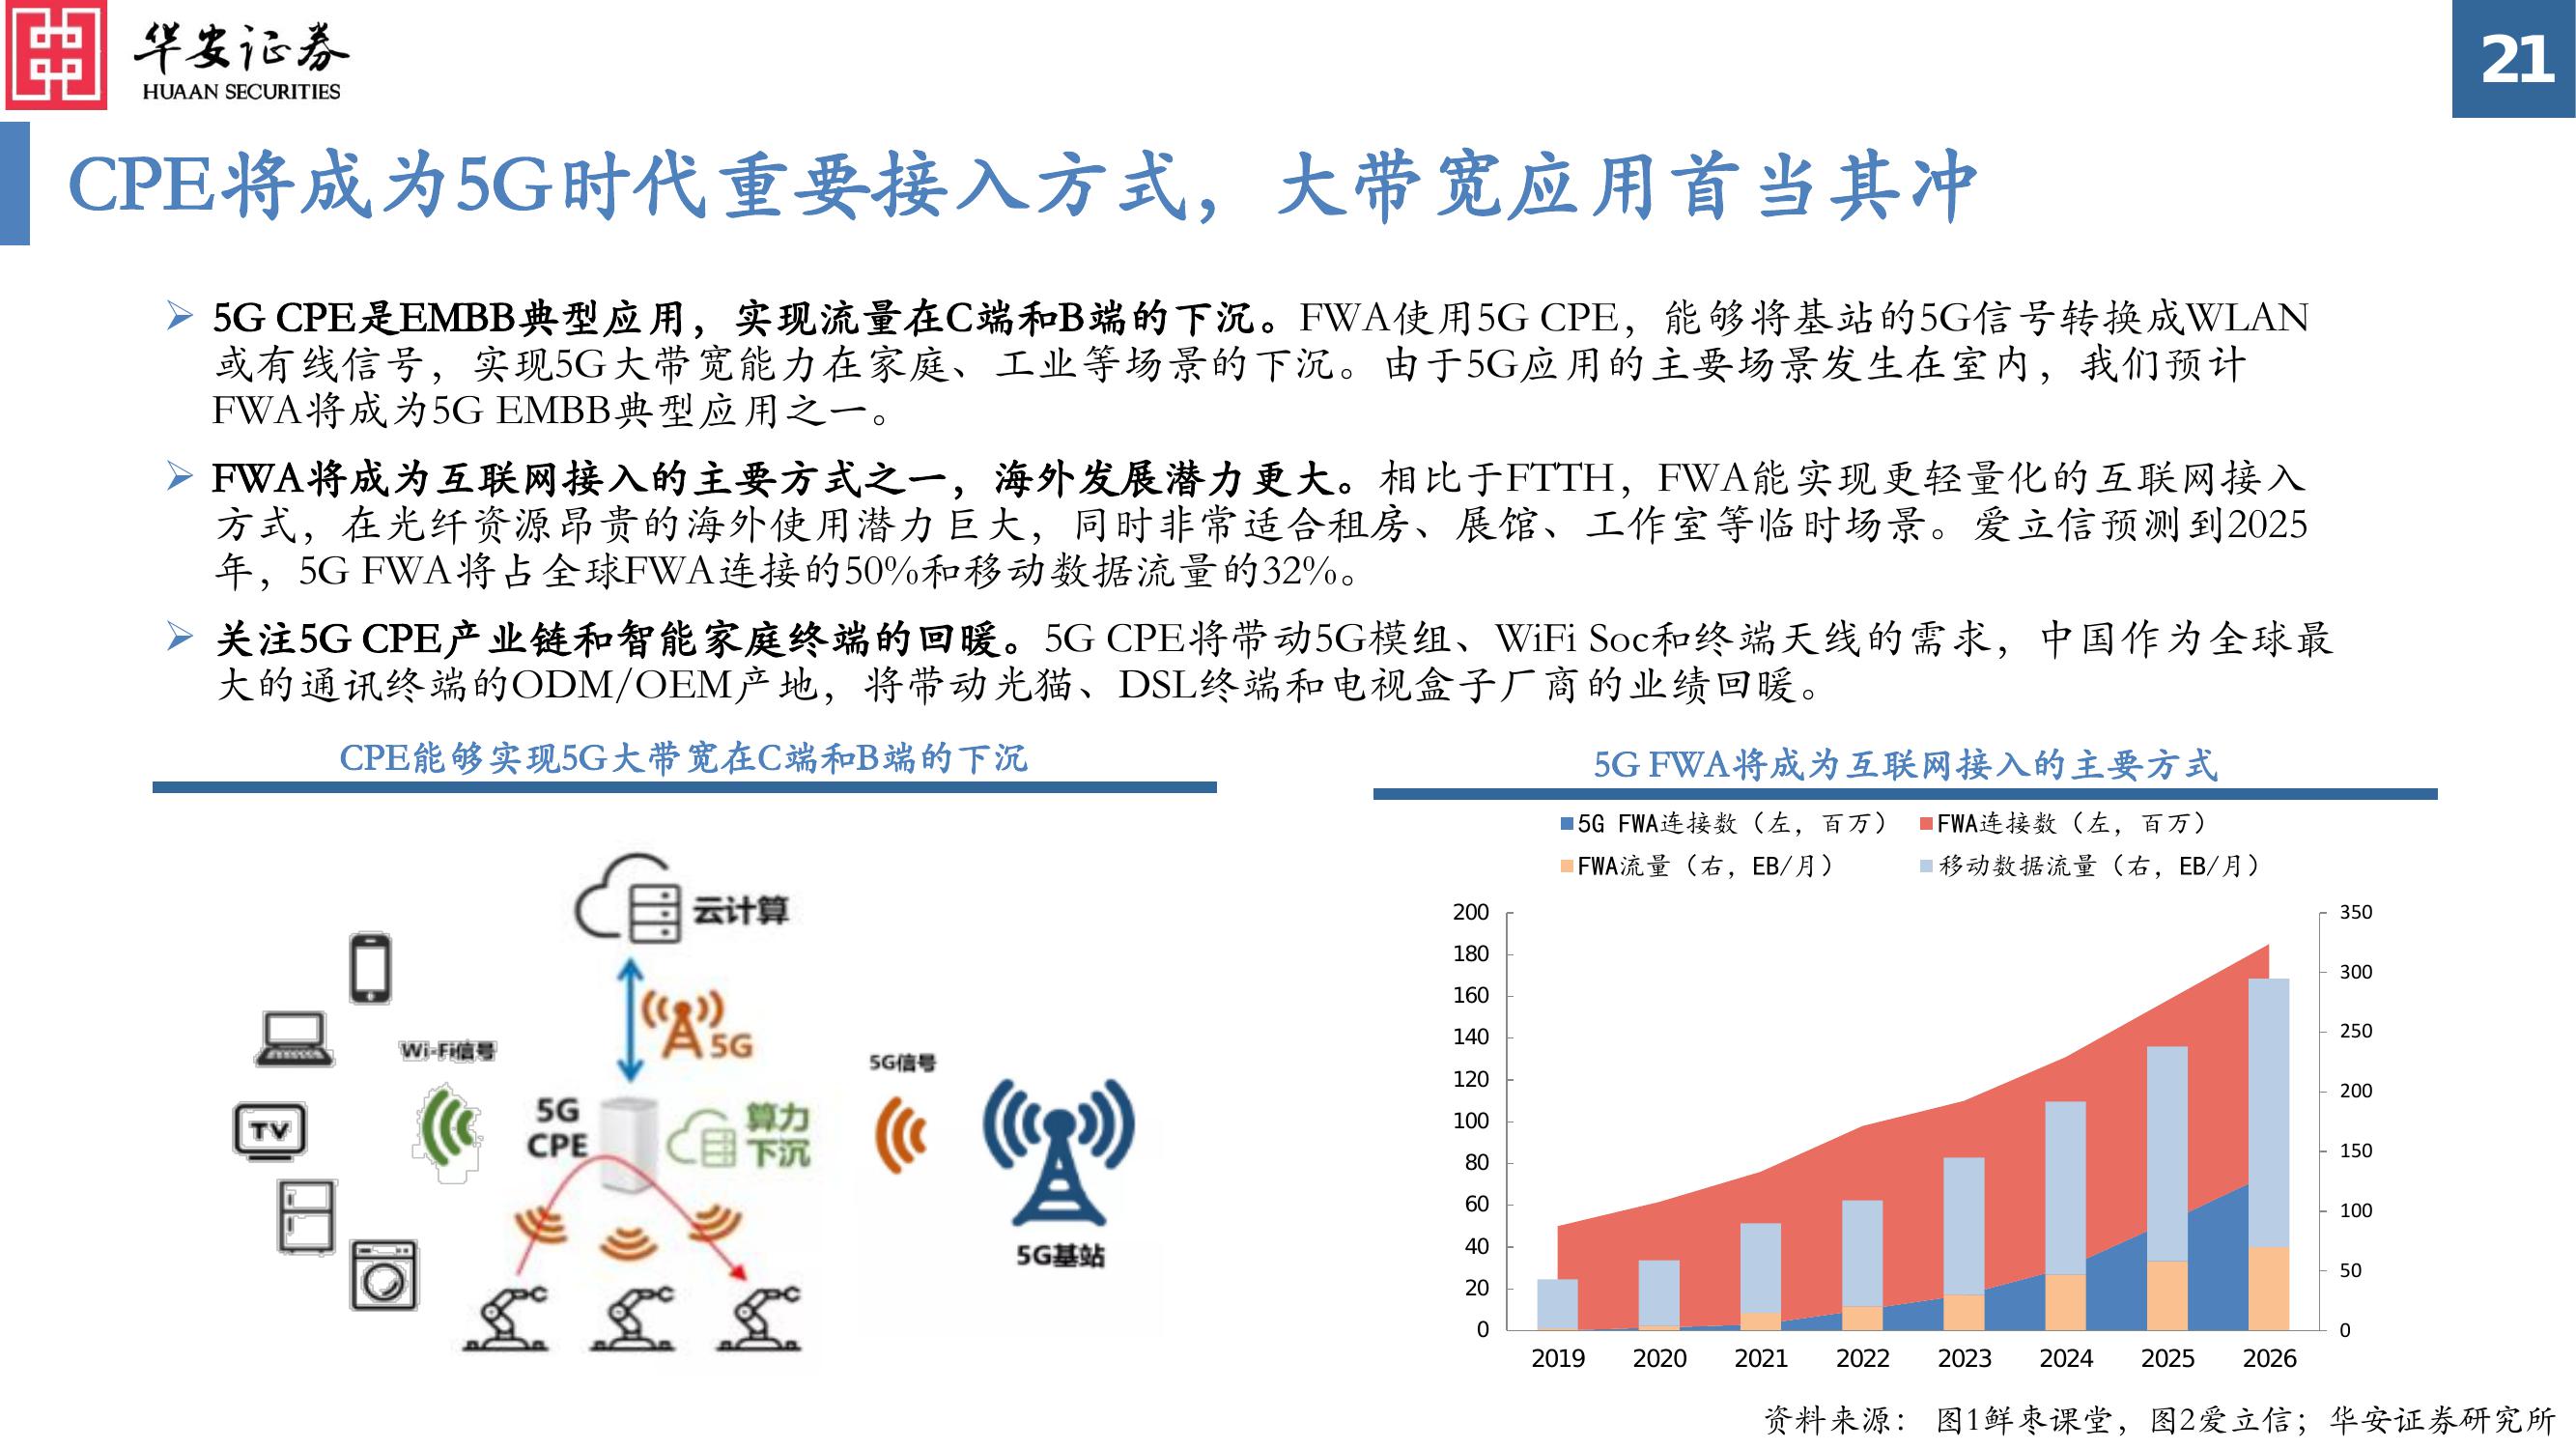 华安证券
HUAAN SECURITIES
21
CPE将成为5G时代重要接入方式，大带宽应用首当其冲
5G CPE是EMBB典型应用，实现流量在C端和B端的下沉。FWA使用5G CPE，能够将基站的5G信号转换成WLAN
或有线信号，实现5G大带宽能力在家庭、工业等场景的下沉。由于5G应用的主要场景发生在室内，我们预计
FWA将成为5G EMBB典型应用之一。
FWA将成为互联网接入的主要方式之一，海外发展潜力更大。相比于FTTH，FWA能实现更轻量化的互联网接入
方式，在光纤资源昂贵的海外使用潜力巨大，同时非常适合租房、展馆、工作室等临时场景。爱立信预测到2025
年，5G FWA将占全球FWA连接的50%和移动数据流量的32%。
关注5G CPE产业链和智能家庭终端的回暖。5G CPE将带动5G模组、WiFi Soc和终端天线的需求，中国作为全球最
大的通讯终端的ODM/OEM产地，将带动光猫、DSL终端和电视盒子厂商的业绩回暖。
CPE能够实现5G大带宽在C端和B端的下沉
云计算
5G
Wi-Fi信号
5G信号
TV
5G
CPE
算力
下沉
5G基站
5G FWA将成为互联网接入的主要方式
5G FWA连接数（左，百万） FWA连接数（左，百万）
FWA流量（右，EB/月） 移动数据流量（右，EB/月）
200
180
160
140
120
100
80
60
40
20
0
350
300
250
200
150
100
50
0
2019 2020 2021 2022 2023 2024 2025 2026
资料来源： 图1鲜枣课堂，图2爱立信；华安证券研究所